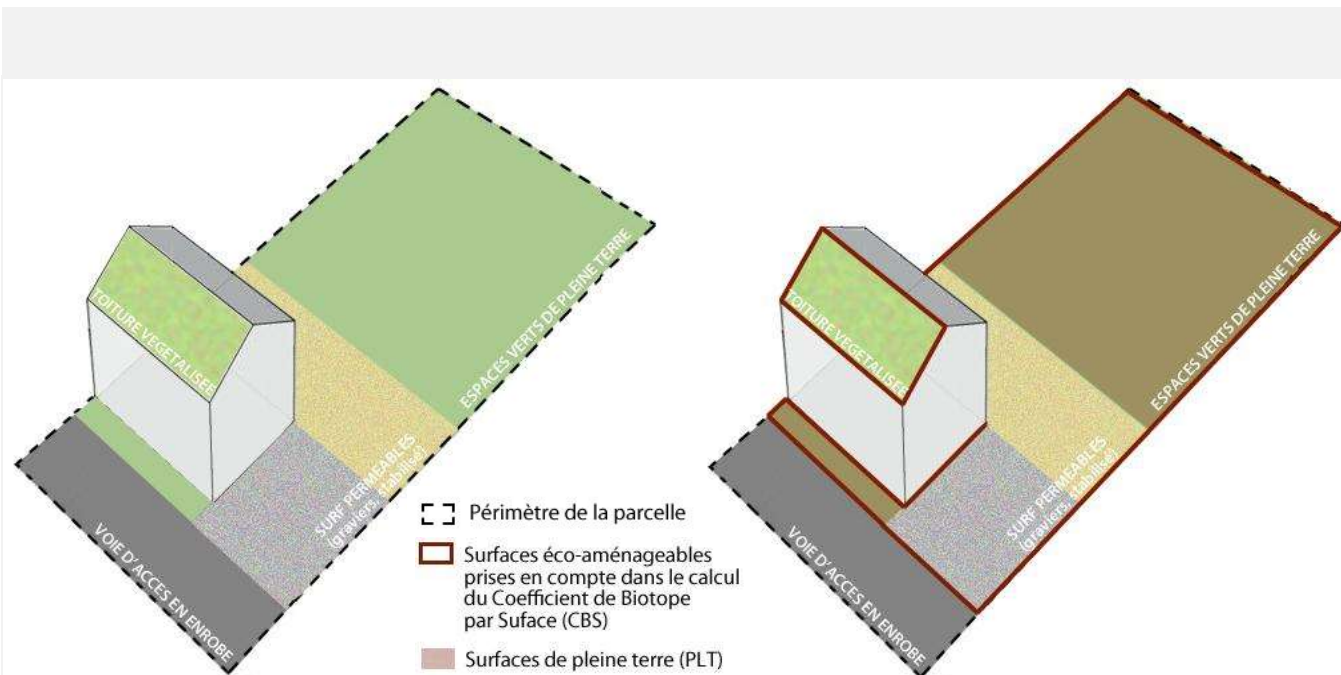 TOITURE VEGETALISEE
ESPACES VERTS DE PLEINE TERRE
SURF PERMEABLES
(graviers, stabilisé)
VOIE D'ACCES EN ENROBE
Périmètre de la parcelle
Surfaces éco-aménageables
prises en compte dans le calcul
du Coefficient de Biotope
par Suface (CBS)
Surfaces de pleine terre (PLT)
TOITURE VEGETALISEE
ESPACES VERTS DE PLEINE TERRE
SURF PERMEABLES
(graviers, stabilisé)
VOIE D'ACCES EN ENROBE